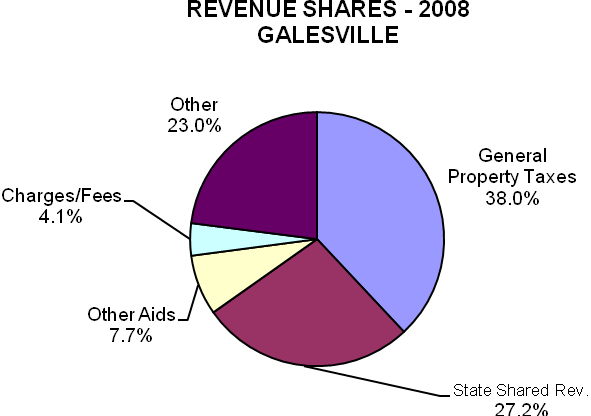 REVENUE SHARES - 2008
GALESVILLE
Other
23.0%
General
Property Taxes
38.0%
Charges/Fees
4.1%
Other Aids
7.7%
State Shared Rev.
27.2%